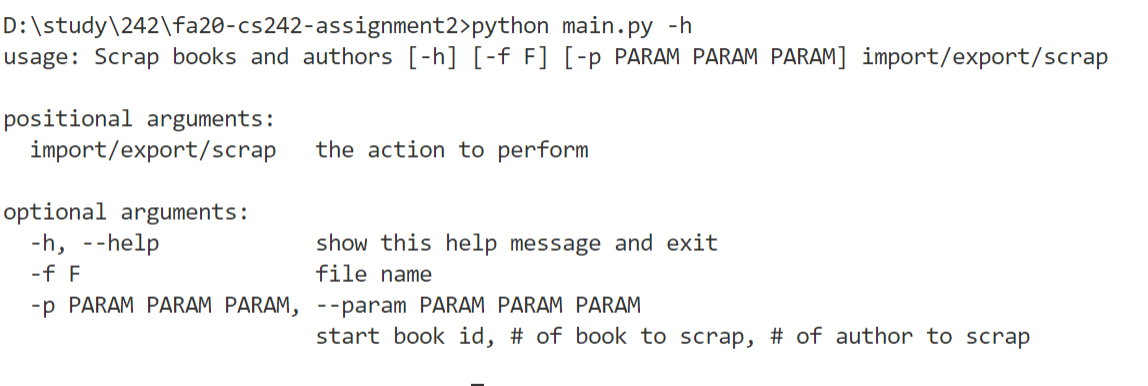 D:\study\242\fa20-cs242-assignment2>python main.py -h
usage: Scrap books and authors [-h] [-f F] [-p PARAM PARAM PARAM] import/export/scrap
positional arguments:
import/export/scrap the action to perform
optional arguments:
-h, --help show this help message and exit
-f F file name
-p PARAM PARAM PARAM, --param PARAM PARAM PARAM
start book id, # of book to scrap, # of author to scrap